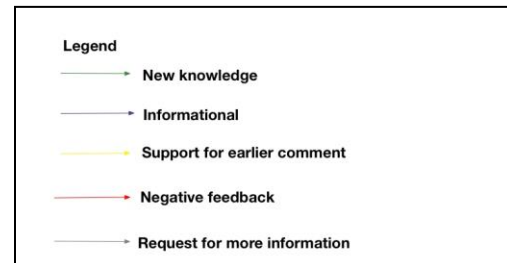 Legend
New knowledge
Informational
Support for earlier comment
Negative feedback
Request for more information